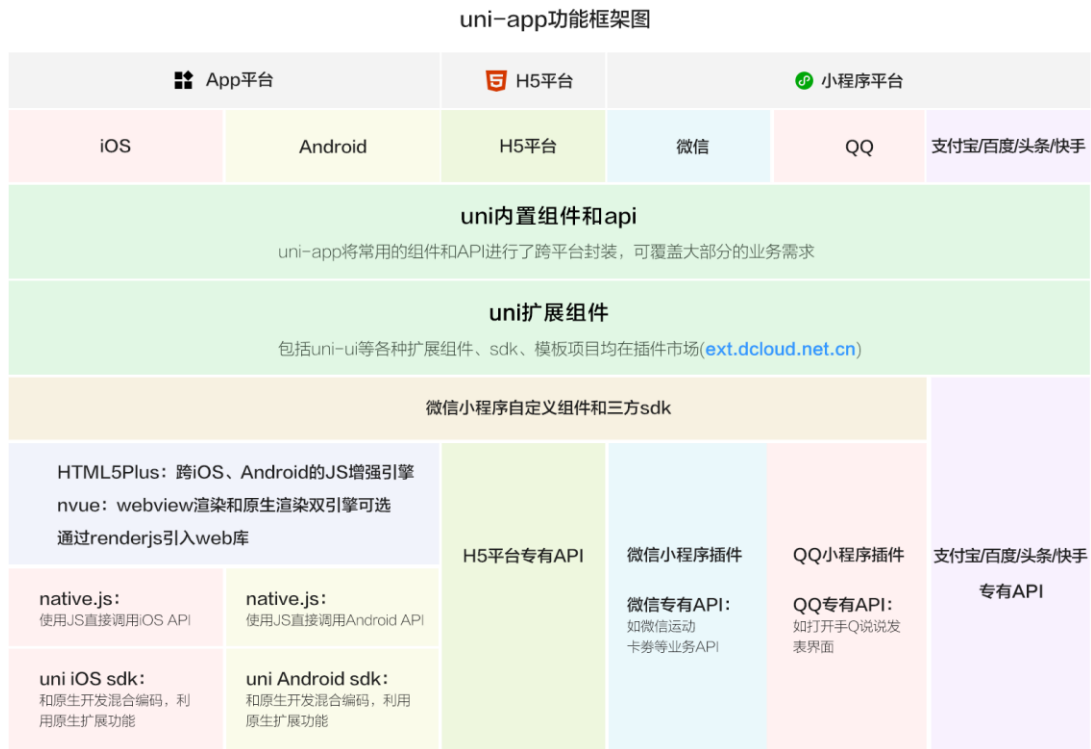 uni-app功能框架图
App平台
H5平台
小程序平台
iOS
Android
H5平台
微信
QQ
支付宝/百度/头条/快手
uni内置组件和api
uni-app将常用的组件和API进行了跨平台封装，可覆盖大部分的业务需求
uni扩展组件
包括uni-ui等各种扩展组件、sdk、模板项目均在插件市场(ext.dcloud.net.cn)
微信小程序自定义组件和三方sdk
HTML5Plus：跨iOS、Android的JS增强引擎
nvue：webview渲染和原生渲染双引擎可选
通过renderjs引入web库
native.js：
使用JS直接调用iOS API
native.js：
使用JS直接调用Android API
uni iOS sdk：
和原生开发混合编码，利
用原生扩展功能
uni Android sdk：
和原生开发混合编码，利用
原生扩展功能
H5平台专有API
微信小程序插件
微信专有API：
如微信运动
卡券等业务API
QQ小程序插件
QQ专有API：
如打开手Q说说发
表界面
支付宝/百度/头条/快手
专有API